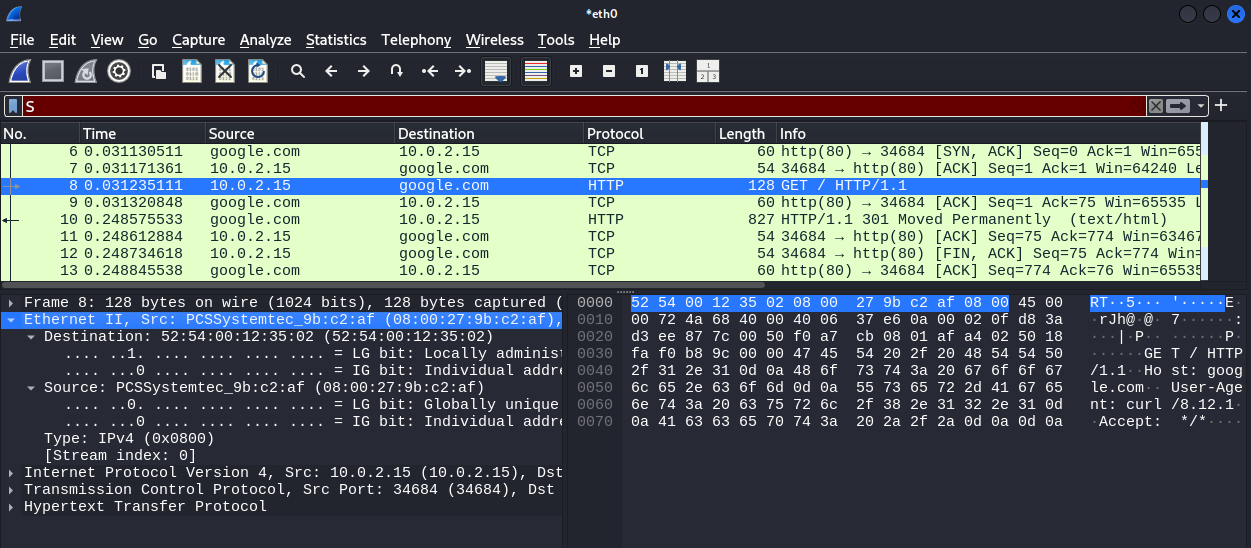 *eth0
File Edit View Go Capture Analyze Statistics Telephony Wireless Tools Help
S
No. Time Source Destination Protocol Length Info
6 0.031130511 google.com 10.0.2.15 TCP 60 http(80) → 34684 [SYN, ACK] Seq=0 Ack=1 Win=655
7 0.031171361 10.0.2.15 google.com TCP 54 34684 → http(80) [ACK] Seq=1 Ack=1 Win=64240 Le
8 0.031235111 10.0.2.15 google.com HTTP 128 GET / HTTP/1.1
9 0.031320848 google.com 10.0.2.15 TCP 60 http(80) → 34684 [ACK] Seq=1 Ack=75 Win=65535 L
10 0.248575533 google.com 10.0.2.15 HTTP 827 HTTP/1.1 301 Moved Permanently (text/html)
11 0.248612884 10.0.2.15 google.com TCP 54 34684 → http(80) [ACK] Seq=75 Ack=774 Win=63467
12 0.248734618 10.0.2.15 google.com TCP 54 34684 → http(80) [FIN, ACK] Seq=75 Ack=774 Win=
13 0.248845538 google.com 10.0.2.15 TCP 60 http(80) → 34684 [ACK] Seq=774 Ack=76 Win=65535
Frame 8: 128 bytes on wire (1024 bits), 128 bytes captured (
Ethernet II, Src: PCSSystemtec_9b:c2:af (08:00:27:9b:c2:af),
Destination: 52:54:00:12:35:02 (52:54:00:12:35:02)
.... ..1. .... .... .... .... = LG bit: Locally administ
.... ...0 .... .... .... .... = IG bit: Individual addre
Source: PCSSystemtec_9b:c2:af (08:00:27:9b:c2:af)
.... ..0. .... .... .... .... = LG bit: Globally unique
.... ...0 .... .... .... .... = IG bit: Individual addre
Type: IPv4 (0x0800)
[Stream index: 0]
Internet Protocol Version 4, Src: 10.0.2.15 (10.0.2.15), Dst
Transmission Control Protocol, Src Port: 34684 (34684), Dst
Hypertext Transfer Protocol
0000 52 54 00 12 35 02 08 00 27 9b c2 af 08 00 45 00 RT··5···'·····E·
0010 00 72 4a 68 40 00 40 06 37 e6 0a 00 02 0f d8 3a ·rJh@·@·7······:
0020 d3 ee 87 7c 00 50 f0 a7 cb 08 01 af a4 02 50 18 ···|·P········P·
0030 fa f0 b8 9c 00 00 47 45 54 20 2f 20 48 54 54 50 ······GET / HTTP
0040 2f 31 2e 31 0d 0a 48 6f 73 74 3a 20 67 6f 6f 67 /1.1··Host: goog
0050 6c 65 2e 63 6f 6d 0d 0a 55 73 65 72 2d 41 67 65 le.com··User-Age
0060 6e 74 3a 20 63 75 72 6c 2f 38 2e 31 32 2e 31 0d nt: curl/8.12.1·
0070 0a 41 63 63 65 70 74 3a 20 2a 2f 2a 0d 0a 0d 0a ·Accept: */*····